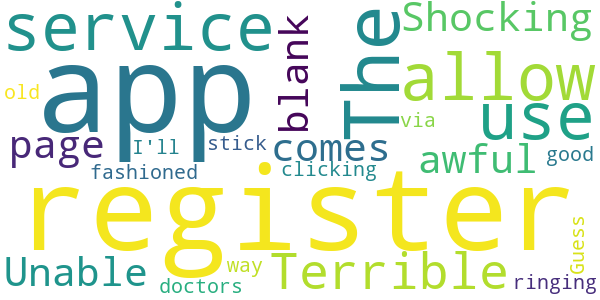 service
app
The
blank
Shocking
allow
use
old
page
I'll
stick
comes
via
awful
good
fashioned
clicking
register
Unable
doctors
way
Terrible
Guess
ringing